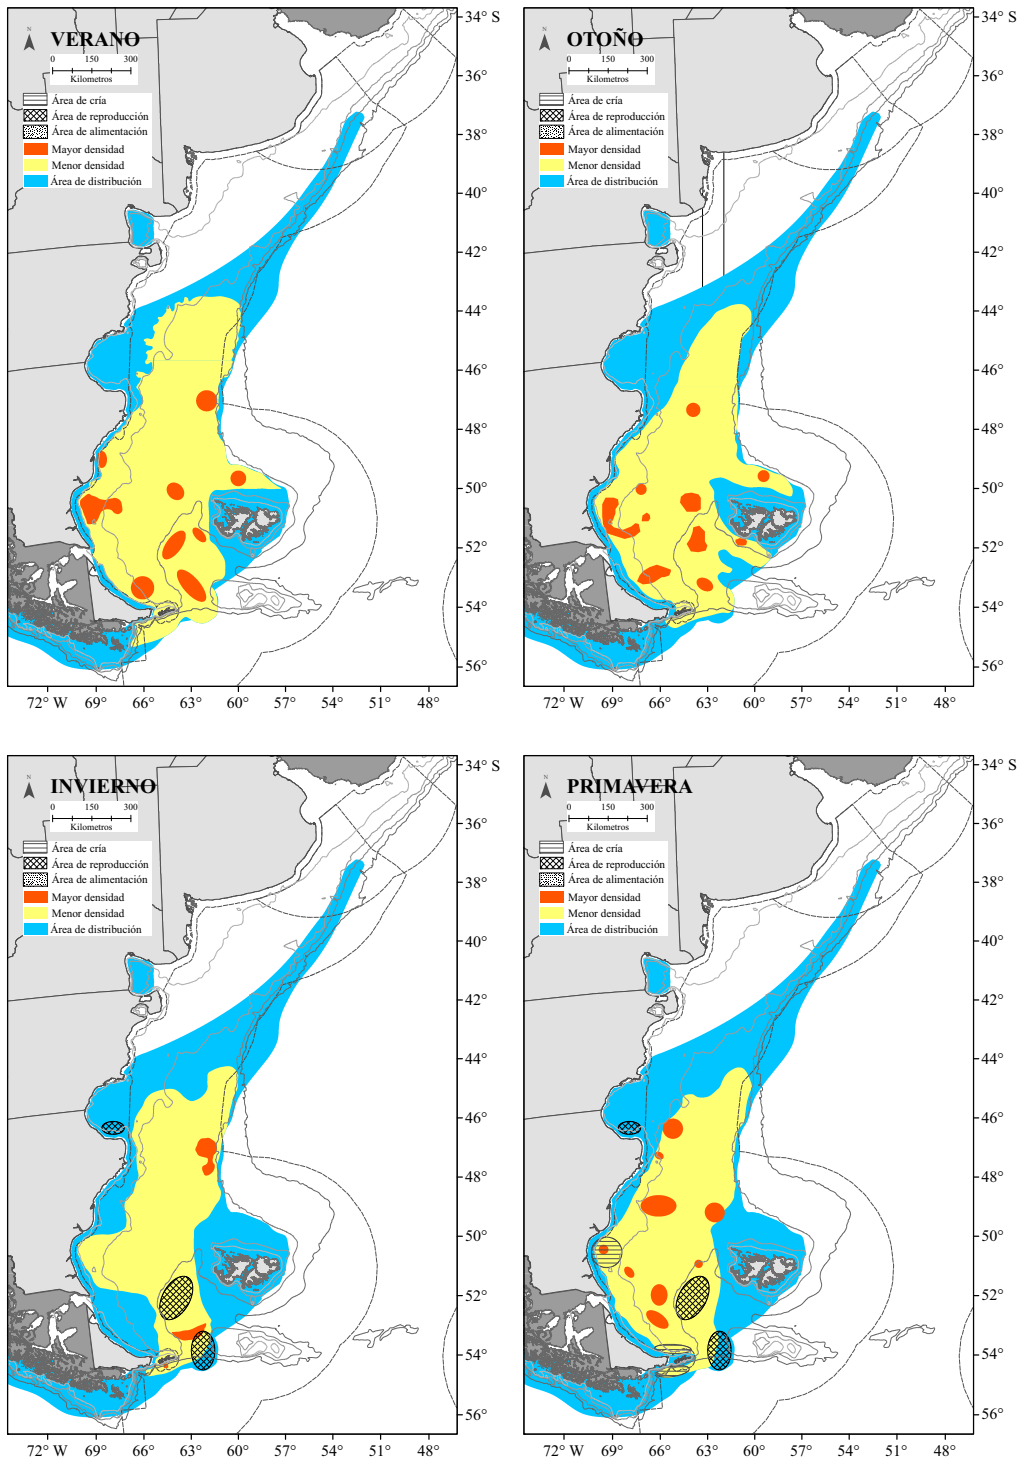 VERANO
N
0 150 300
Kilometros
Área de cría
Área de reproducción
Área de alimentación
Mayor densidad
Menor densidad
Área de distribución
34° S
36°
38°
40°
42°
44°
46°
48°
50°
52°
54°
56°
72° W 69° 66° 63° 60° 57° 51° 48°
OTOÑO
N
0 150 300
Kilometros
Área de cría
Área de reproducción
Área de alimentación
Mayor densidad
Menor densidad
Área de distribución
34° S
36°
38°
40°
42°
44°
46°
48°
50°
52°
54°
56°
72° W 69° 66° 63° 60° 57° 51° 48°
INVIERNO
N
0 150 300
Kilometros
Área de cría
Área de reproducción
Área de alimentación
Mayor densidad
Menor densidad
Área de distribución
34° S
36°
38°
40°
42°
44°
46°
48°
50°
52°
54°
56°
72° W 69° 66° 63° 60° 57° 51° 48°
PRIMAVERA
N
0 150 300
Kilometros
Área de cría
Área de reproducción
Área de alimentación
Mayor densidad
Menor densidad
Área de distribución
34° S
36°
38°
40°
42°
44°
46°
48°
50°
52°
54°
56°
72° W 69° 66° 63° 60° 57° 51° 48°